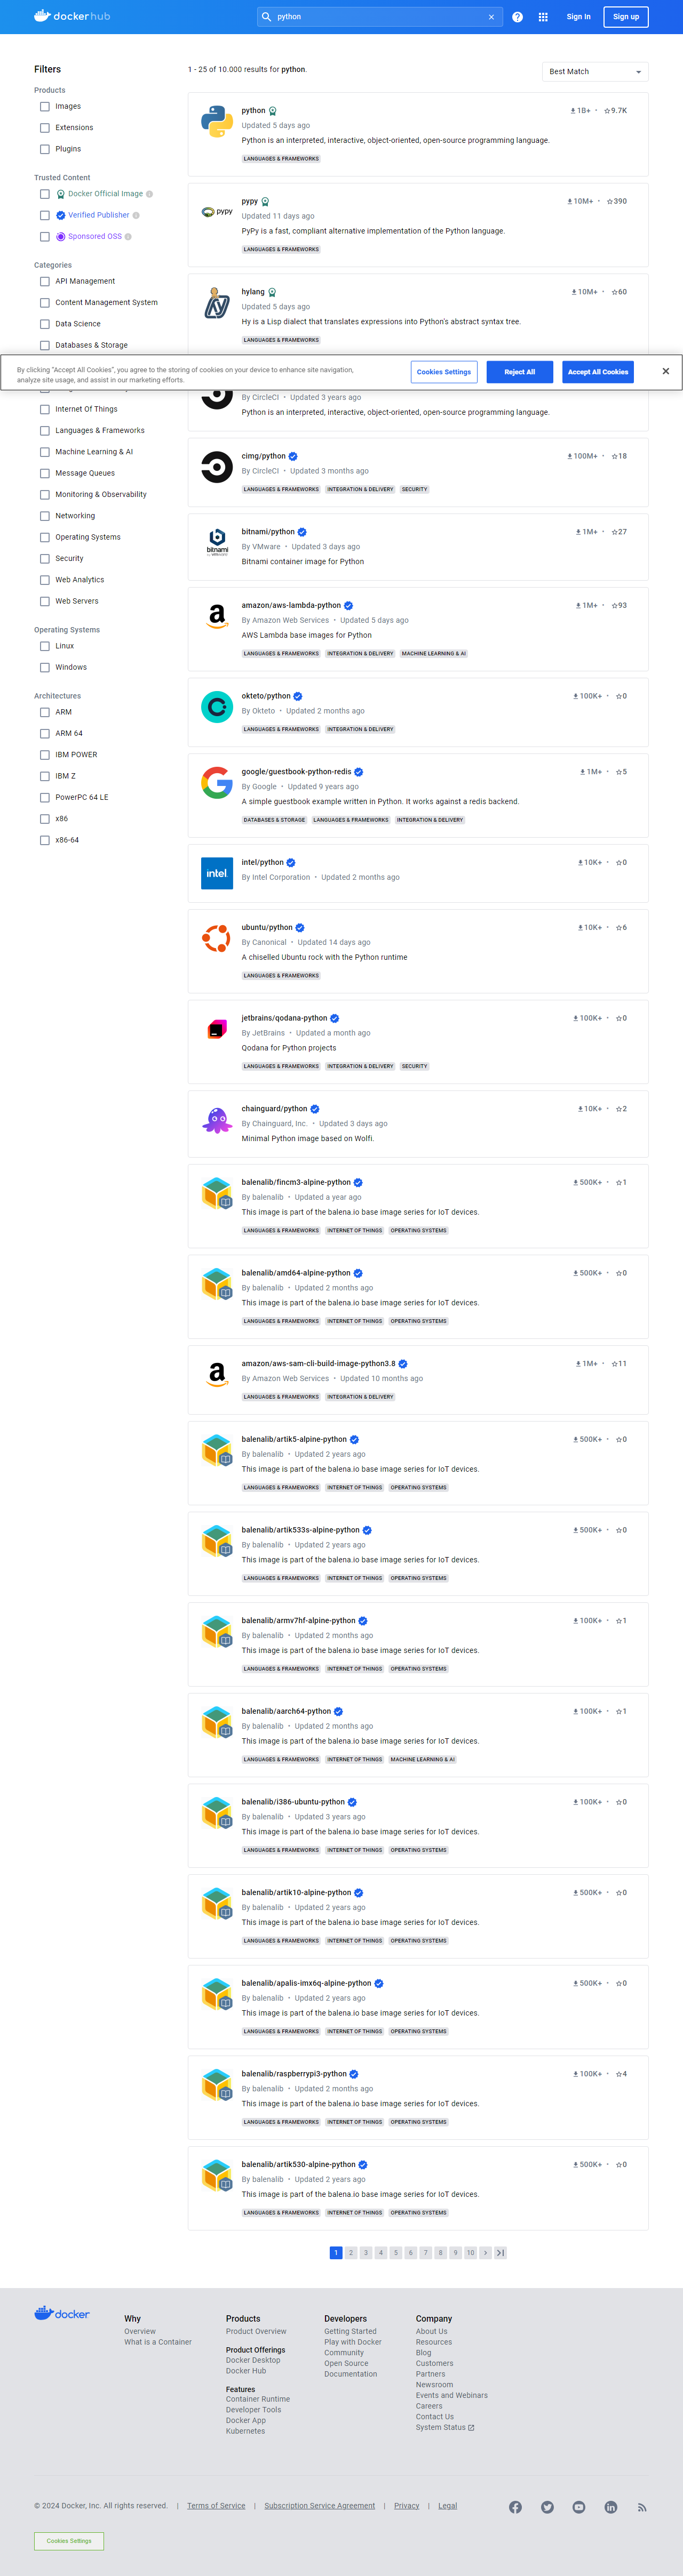 docker hub
python
Sign In
Sign up
Filters
Products
Images
Extensions
Plugins
Trusted Content
Docker Official Image
Verified Publisher
Sponsored OSS
Categories
API Management
Content Management System
Data Science
Databases & Storage
Internet Of Things
Languages & Frameworks
Machine Learning & AI
Message Queues
Monitoring & Observability
Networking
Operating Systems
Security
Web Analytics
Web Servers
Operating Systems
Linux
Windows
Architectures
ARM
ARM 64
IBM POWER
IBM Z
PowerPC 64 LE
x86
x86-64
1 - 25 of 10.000 results for python.
Best Match
python
1B+ • 9.7K
Updated 5 days ago
Python is an interpreted, interactive, object-oriented, open-source programming language.
LANGUAGES & FRAMEWORKS
pypy
pypy
10M+ • 390
Updated 11 days ago
PyPy is a fast, compliant alternative implementation of the Python language.
LANGUAGES & FRAMEWORKS
hylang
10M+ • 60
Updated 5 days ago
Hy is a Lisp dialect that translates expressions into Python's abstract syntax tree.
LANGUAGES & FRAMEWORKS
By clicking "Accept All Cookies", you agree to the storing of cookies on your device to enhance site navigation,
analyze site usage, and assist in our marketing efforts.
Cookies Settings
Reject All
Accept All Cookies
By CircleCI • Updated 3 years ago
Python is an interpreted, interactive, object-oriented, open-source programming language.
cimg/python
100M+ • 18
By CircleCI • Updated 3 months ago
LANGUAGES & FRAMEWORKS INTEGRATION & DELIVERY SECURITY
bitnami
bitnami/python
1M+ • 27
By VMware • Updated 3 days ago
Bitnami container image for Python
amazon/aws-lambda-python
1M+ • 93
By Amazon Web Services • Updated 5 days ago
AWS Lambda base images for Python
LANGUAGES & FRAMEWORKS INTEGRATION & DELIVERY MACHINE LEARNING & AI
okteto/python
100K+ • 0
By Okteto • Updated 2 months ago
LANGUAGES & FRAMEWORKS INTEGRATION & DELIVERY
google/guestbook-python-redis
1M+ • 5
By Google • Updated 9 years ago
A simple guestbook example written in Python. It works against a redis backend.
DATABASES & STORAGE LANGUAGES & FRAMEWORKS INTEGRATION & DELIVERY
intel
intel/python
10K+ • 0
By Intel Corporation • Updated 2 months ago
ubuntu/python
10K+ • 6
By Canonical • Updated 14 days ago
A chiselled Ubuntu rock with the Python runtime
LANGUAGES & FRAMEWORKS
jetbrains/qodana-python
100K+ • 0
By JetBrains • Updated a month ago
Qodana for Python projects
LANGUAGES & FRAMEWORKS INTEGRATION & DELIVERY SECURITY
chainguard/python
10K+ • 2
By Chainguard, Inc. • Updated 3 days ago
Minimal Python image based on Wolfi.
balenalib/fincm3-alpine-python
500K+ • 1
By balenalib • Updated a year ago
This image is part of the balena.io base image series for IoT devices.
LANGUAGES & FRAMEWORKS INTERNET OF THINGS OPERATING SYSTEMS
balenalib/amd64-alpine-python
500K+ • 0
By balenalib • Updated 2 months ago
This image is part of the balena.io base image series for IoT devices.
LANGUAGES & FRAMEWORKS INTERNET OF THINGS OPERATING SYSTEMS
amazon/aws-sam-cli-build-image-python3.8
1M+ • 11
By Amazon Web Services • Updated 10 months ago
LANGUAGES & FRAMEWORKS INTEGRATION & DELIVERY
balenalib/artik5-alpine-python
500K+ • 0
By balenalib • Updated 2 years ago
This image is part of the balena.io base image series for IoT devices.
LANGUAGES & FRAMEWORKS INTERNET OF THINGS OPERATING SYSTEMS
balenalib/artik533s-alpine-python
500K+ • 0
By balenalib • Updated 2 years ago
This image is part of the balena.io base image series for IoT devices.
LANGUAGES & FRAMEWORKS INTERNET OF THINGS OPERATING SYSTEMS
balenalib/armv7hf-alpine-python
100K+ • 1
By balenalib • Updated 2 months ago
This image is part of the balena.io base image series for IoT devices.
LANGUAGES & FRAMEWORKS INTERNET OF THINGS OPERATING SYSTEMS
balenalib/aarch64-python
100K+ • 1
By balenalib • Updated 2 months ago
This image is part of the balena.io base image series for IoT devices.
LANGUAGES & FRAMEWORKS INTERNET OF THINGS MACHINE LEARNING & AI
balenalib/i386-ubuntu-python
100K+ • 0
By balenalib • Updated 3 years ago
This image is part of the balena.io base image series for IoT devices.
LANGUAGES & FRAMEWORKS INTERNET OF THINGS OPERATING SYSTEMS
balenalib/artik10-alpine-python
500K+ • 0
By balenalib • Updated 2 years ago
This image is part of the balena.io base image series for IoT devices.
LANGUAGES & FRAMEWORKS INTERNET OF THINGS OPERATING SYSTEMS
balenalib/apalis-imx6q-alpine-python
500K+ • 0
By balenalib • Updated 2 years ago
This image is part of the balena.io base image series for IoT devices.
LANGUAGES & FRAMEWORKS INTERNET OF THINGS OPERATING SYSTEMS
balenalib/raspberrypi3-python
100K+ • 4
By balenalib • Updated 2 months ago
This image is part of the balena.io base image series for IoT devices.
LANGUAGES & FRAMEWORKS INTERNET OF THINGS OPERATING SYSTEMS
balenalib/artik530-alpine-python
500K+ • 0
By balenalib • Updated 2 years ago
This image is part of the balena.io base image series for IoT devices.
LANGUAGES & FRAMEWORKS INTERNET OF THINGS OPERATING SYSTEMS
1 2 3 4 5 6 7 8 9 10
docker
Why
Overview
What is a Container
Products
Product Overview
Product Offerings
Docker Desktop
Docker Hub
Features
Container Runtime
Developer Tools
Docker App
Kubernetes
Developers
Getting Started
Play with Docker
Community
Open Source
Documentation
Company
About Us
Resources
Blog
Customers
Partners
Newsroom
Events and Webinars
Careers
Contact Us
System Status
© 2024 Docker, Inc. All rights reserved. | Terms of Service | Subscription Service Agreement | Privacy | Legal
Cookies Settings